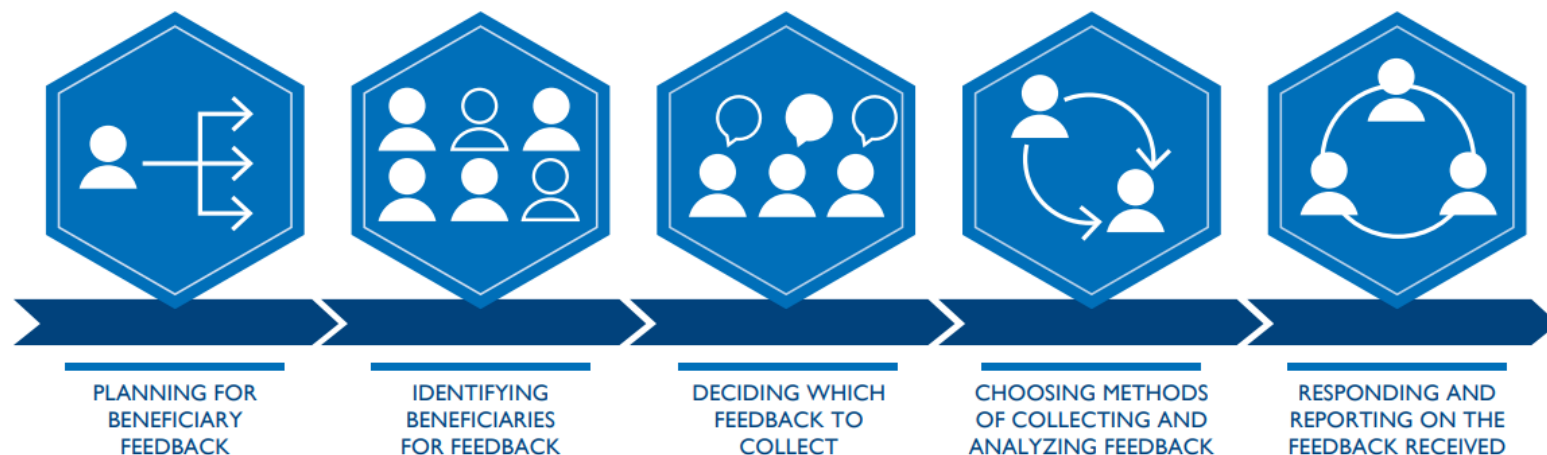 PLANNING FOR
BENEFICIARY
FEEDBACK
IDENTIFYING
BENEFICIARIES
FOR FEEDBACK
DECIDING WHICH
FEEDBACK TO
COLLECT
CHOOSING METHODS
OF COLLECTING AND
ANALYZING FEEDBACK
RESPONDING AND
REPORTING ON THE
FEEDBACK RECEIVED